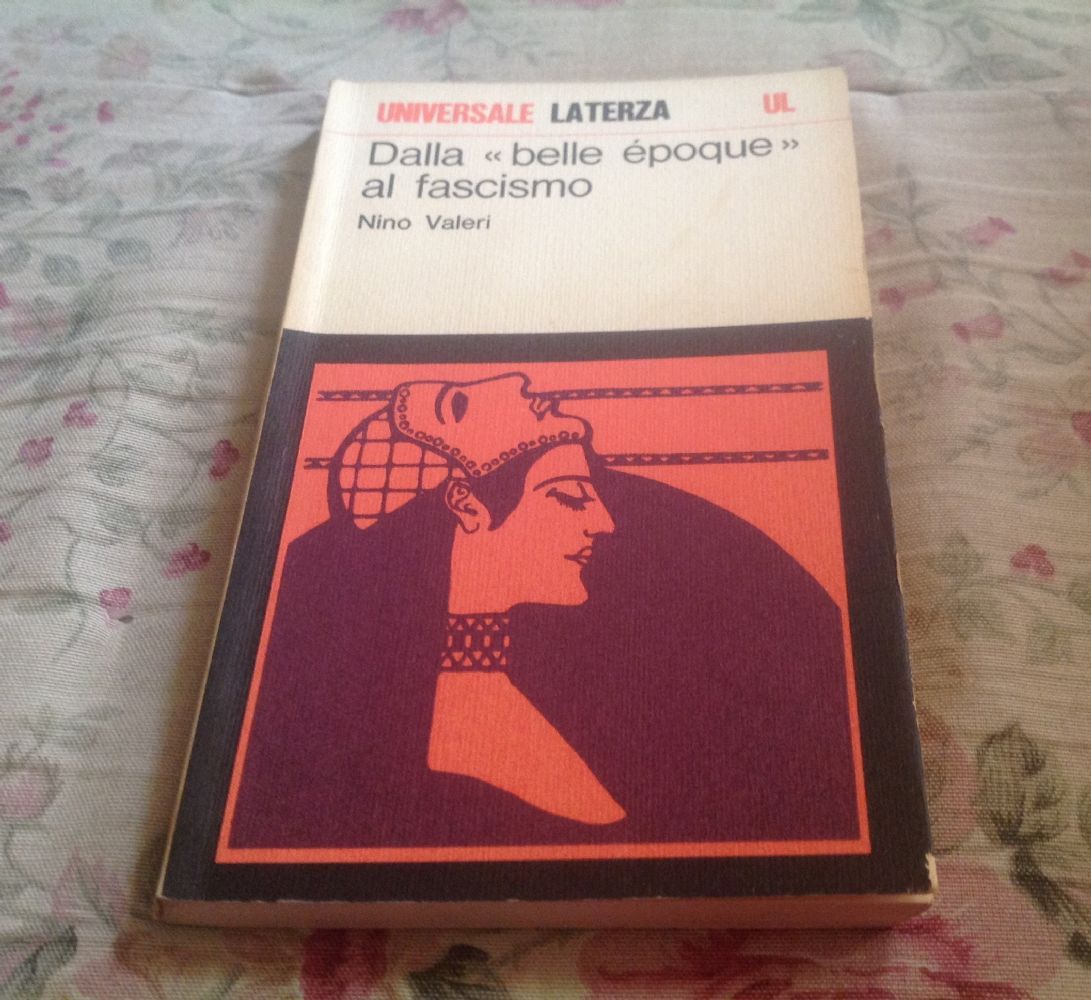 UNIVERSALE LATERZA UL
Dalla « belle époque »
al fascismo
Nino Valeri